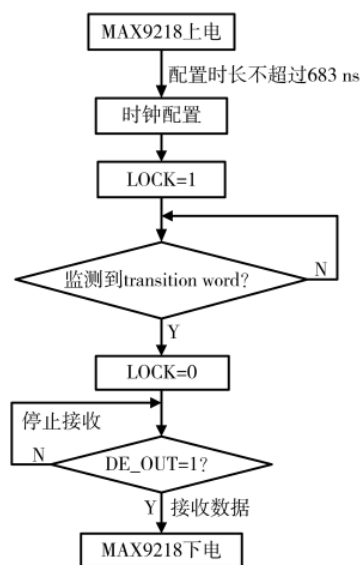 MAX9218上电
配置时长不超过683 ns
时钟配置
LOCK=1
监测到transition word?
N
Y
LOCK=0
停止接收
N
DE_OUT=1?
Y 接收数据
MAX9218下电